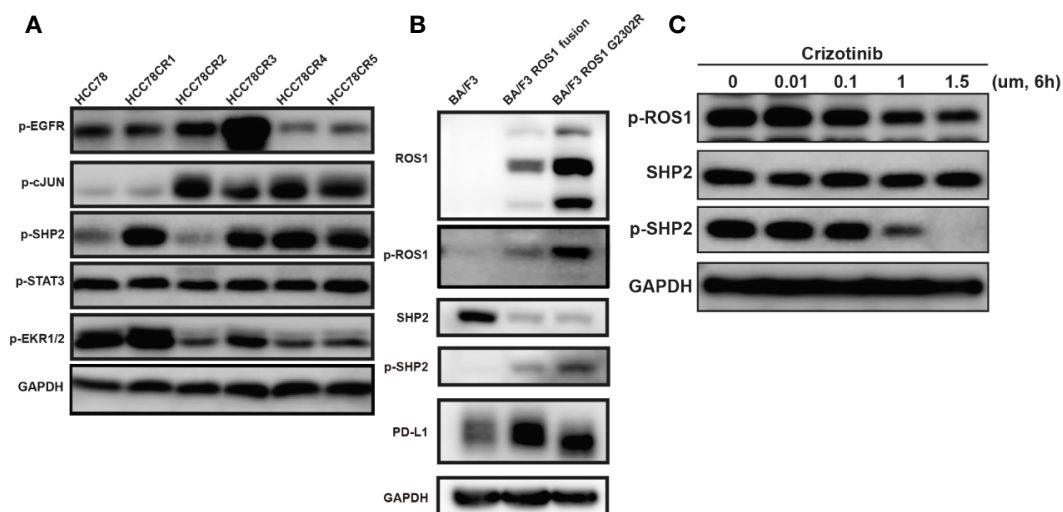 A
HCC78
HCC78CR1
HCC78CR2
HCC78CR3
HCC78CR4
HCC78CR5
p-EGFR
p-cJUN
p-SHP2
p-STAT3
p-EKR1/2
GAPDH
B
BA/F3
BA/F3 ROS1 fusion
BA/F3 ROS1 G2302R
ROS1
p-ROS1
SHP2
p-SHP2
PD-L1
GAPDH
C
Crizotinib
0 0.01 0.1 1 1.5 (um, 6h)
p-ROS1
SHP2
p-SHP2
GAPDH